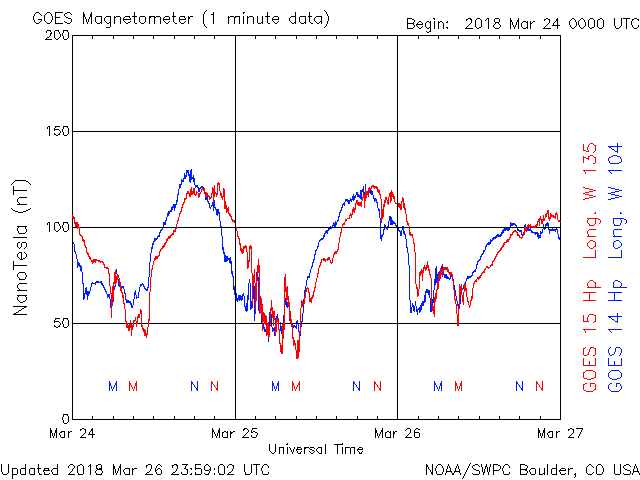 GOES Magnetometer (1 minute data)
Begin: 2018 Mar 24 0000 UTC
200
150
100
50
0
NanoTesla (nT)
M M N N M M N N M M N N
Mar 24 Mar 25 Mar 26 Mar 27
Universal Time
GOES 15 Hp Long. W 135
GOES 14 Hp Long. W 104
Updated 2018 Mar 26 23:59:02 UTC
NOAA/SWPC Boulder, CO USA